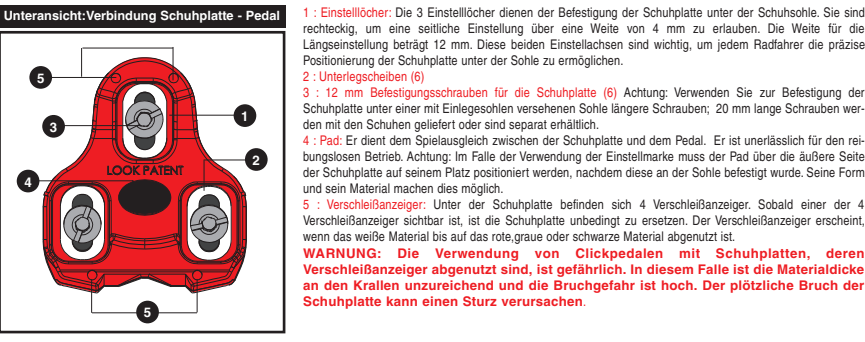 Unteransicht:Verbindung Schuhplatte - Pedal
5
1
3
2
LOOK PATENT
4
5
1 : Einstelllöcher: Die 3 Einstelllöcher dienen der Befestigung der Schuhplatte unter der Schuhsohle. Sie sind
rechteckig, um eine seitliche Einstellung über eine Weite von 4 mm zu erlauben. Die Weite für die
Längseinstellung beträgt 12 mm. Diese beiden Einstellachsen sind wichtig, um jedem Radfahrer die präzise
Positionierung der Schuhplatte unter der Sohle zu ermöglichen.
2 : Unterlegscheiben (6)
3 : 12 mm Befestigungsschrauben für die Schuhplatte (6) Achtung: Verwenden Sie zur Befestigung der
Schuhplatte unter einer mit Einlegesohlen versehenen Sohle längere Schrauben; 20 mm lange Schrauben wer-
den mit den Schuhen geliefert oder sind separat erhältlich.
4 : Pad: Er dient dem Spielausgleich zwischen der Schuhplatte und dem Pedal. Er ist unerlässlich für den rei-
bungslosen Betrieb. Achtung: Im Falle der Verwendung der Einstellmarke muss der Pad über die äußere Seite
der Schuhplatte auf seinem Platz positioniert werden, nachdem diese an der Sohle befestigt wurde. Seine Form
und sein Material machen dies möglich.
5 : Verschleißanzeiger: Unter der Schuhplatte befinden sich 4 Verschleißanzeiger. Sobald einer der 4
Verschleißanzeiger sichtbar ist, ist die Schuhplatte unbedingt zu ersetzen. Der Verschleißanzeiger erscheint,
wenn das weiße Material bis auf das rote,graue oder schwarze Material abgenutzt ist.
WARNUNG: Die Verwendung von Clickpedalen mit Schuhplatten, deren
Verschleißanzeiger abgenutzt sind, ist gefährlich. In diesem Falle ist die Materialdicke
an den Krallen unzureichend und die Bruchgefahr ist hoch. Der plötzliche Bruch der
Schuhplatte kann einen Sturz verursachen.